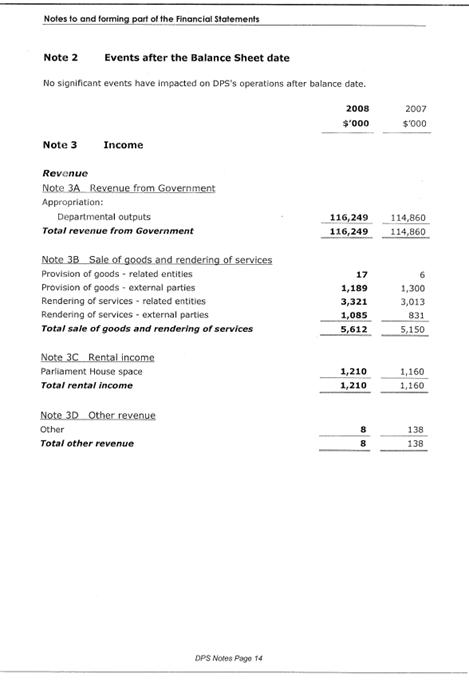 Notes to and forming part of the Financial Statements
Note 2 Events after the Balance Sheet date
No significant events have impacted on DPS's operations after balance date.
2008 2007
$'000 $'000
Note 3 Income
Revenue
Note 3A Revenue from Government
Appropriation:
Departmental outputs 116,249 114,860
Total revenue from Government 116,249 114,860
Note 3B Sale of goods and rendering of services
Provision of goods - related entities 17 6
Provision of goods - external parties 1,189 1,300
Rendering of services - related entities 3,321 3,013
Rendering of services - external parties 1,085 831
Total sale of goods and rendering of services 5,612 5,150
Note 3C Rental income
Parliament House space 1,210 1,160
Total rental income 1,210 1,160
Note 3D Other revenue
Other 8 138
Total other revenue 8 138
DPS Notes Page 14